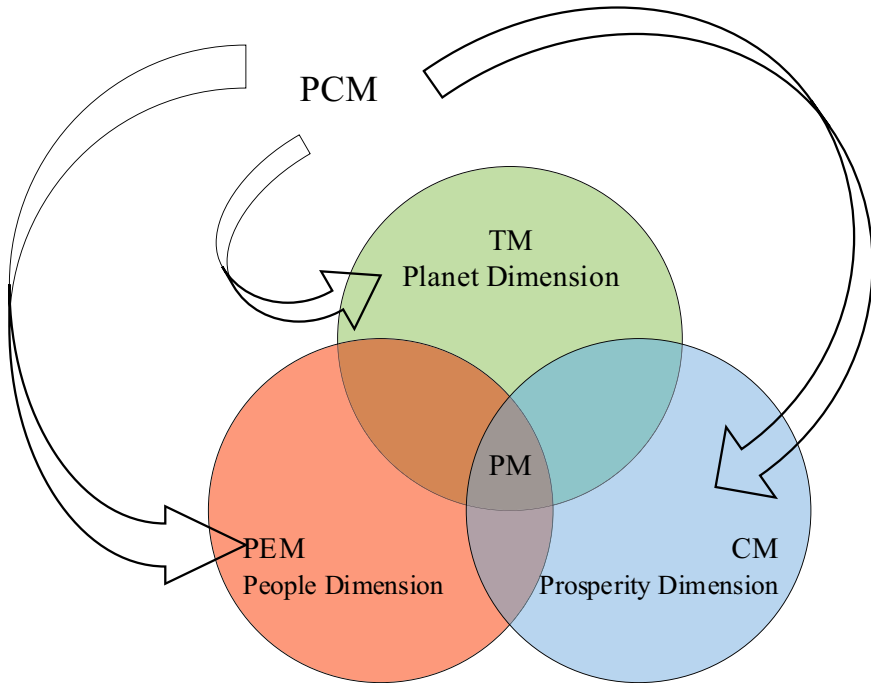 PCM
TM
Planet Dimension
PM
PEM
People Dimension
CM
Prosperity Dimension